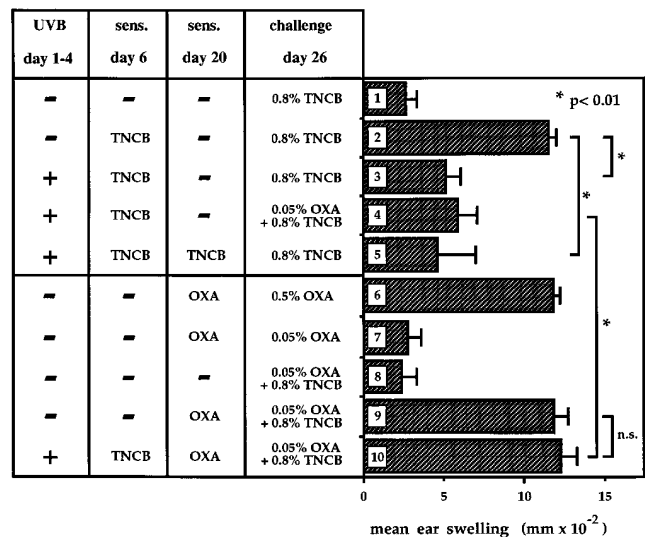 UVB sens. sens. challenge
day 1-4 day 6 day 20 day 26
- - - 0.8% TNCB 1 * p< 0.01
- TNCB - 0.8% TNCB 2
*
+ TNCB - 0.8% TNCB 3
*
+ TNCB - 0.05% OXA
+ 0.8% TNCB 4
+ TNCB TNCB 0.8% TNCB 5
- - OXA 0.5% OXA 6
*
- - OXA 0.05% OXA 7
- - - 0.05% OXA
+ 0.8% TNCB 8
- - OXA 0.05% OXA
+ 0.8% TNCB 9
n.s.
+ TNCB OXA 0.05% OXA
+ 0.8% TNCB 10
0 5 10 15
mean ear swelling (mm x 10-2)